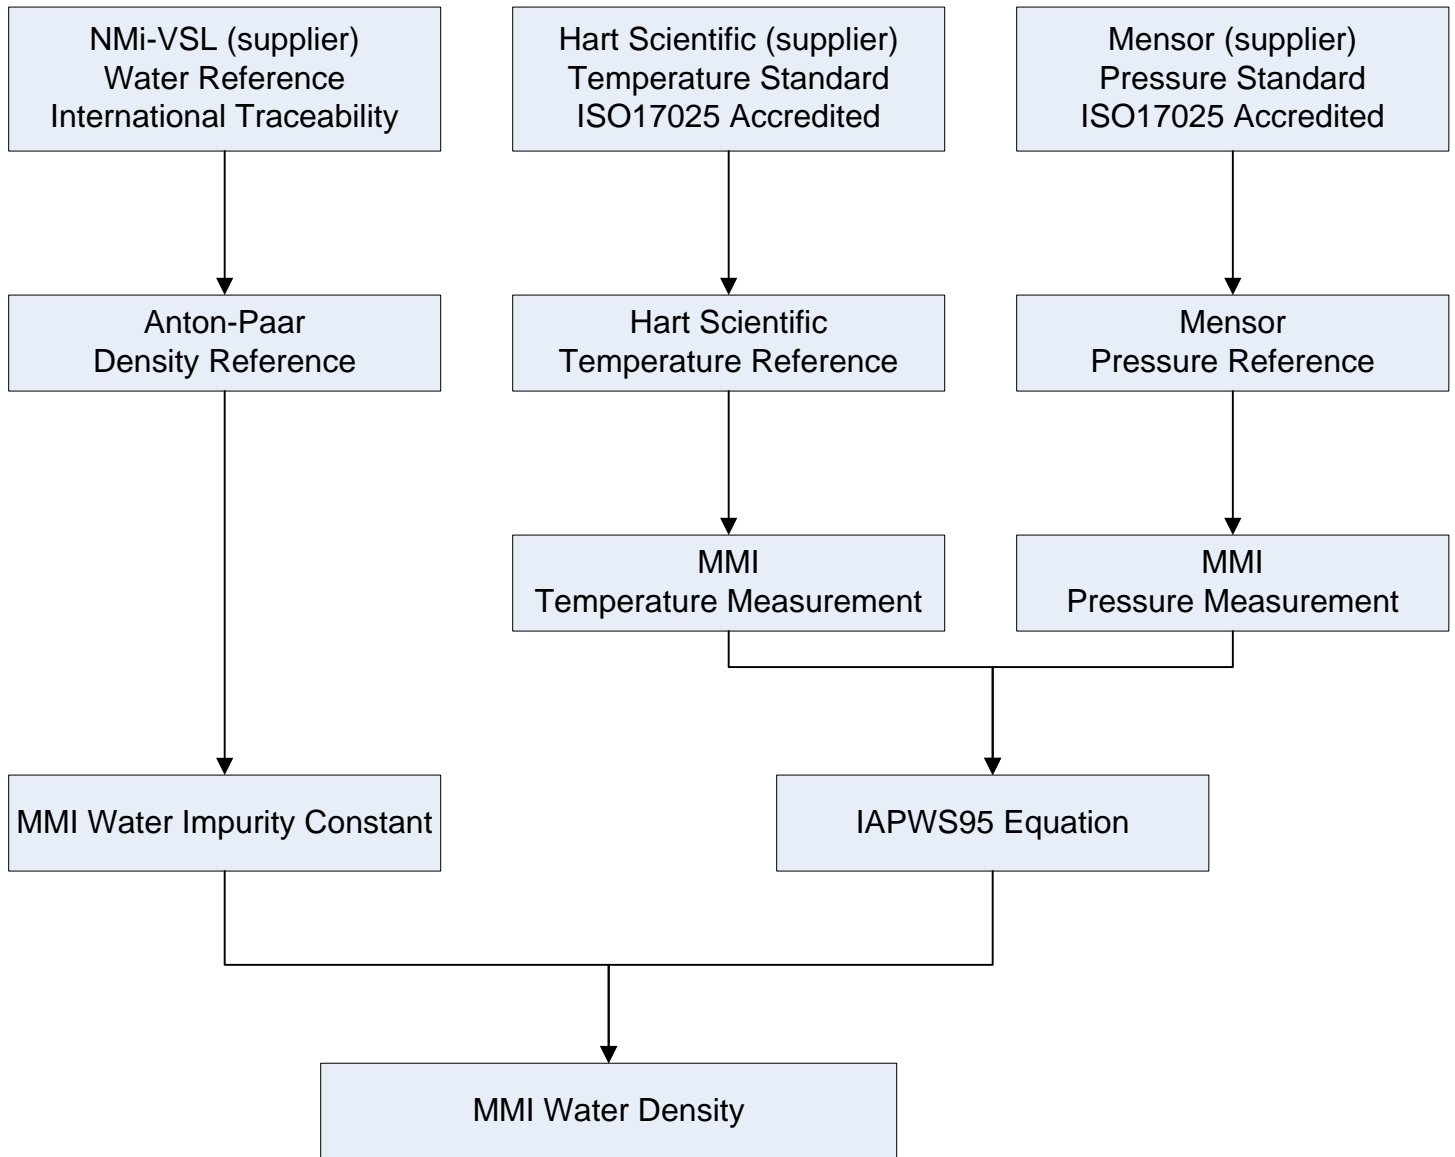 NMi-VSL (supplier)
Water Reference
International Traceability
Hart Scientific (supplier)
Temperature Standard
ISO17025 Accredited
Mensor (supplier)
Pressure Standard
ISO17025 Accredited
Anton-Paar
Density Reference
Hart Scientific
Temperature Reference
Mensor
Pressure Reference
MMI
Temperature Measurement
MMI
Pressure Measurement
MMI Water Impurity Constant
IAPWS95 Equation
MMI Water Density